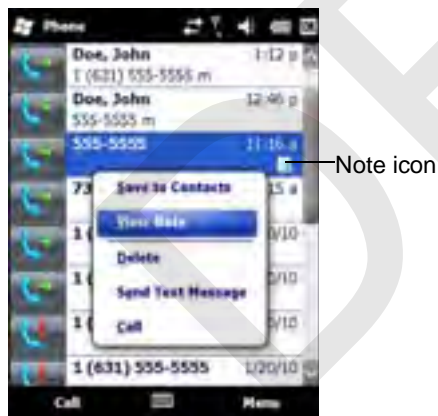 Phone
Doe, John 1:12 p
1 (631) 555-5555 m
Doe, John 12:46 p
555-5555 m
555-5555 11:16 a
Note icon
73 15 a
Save to Contacts
View Note
1 ( 0/10
Delete
1 ( 0/10
Send Text Message
1 ( 0/10
Call
1 (631) 555-5555 1/20/10
Call Menu